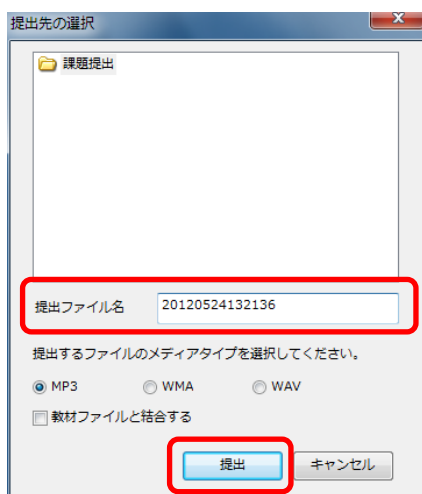 提出先の選択
課題提出
提出ファイル名 20120524132136
提出するファイルのメディアタイプを選択してください。
MP3 WMA WAV
教材ファイルと結合する
提出 キャンセル